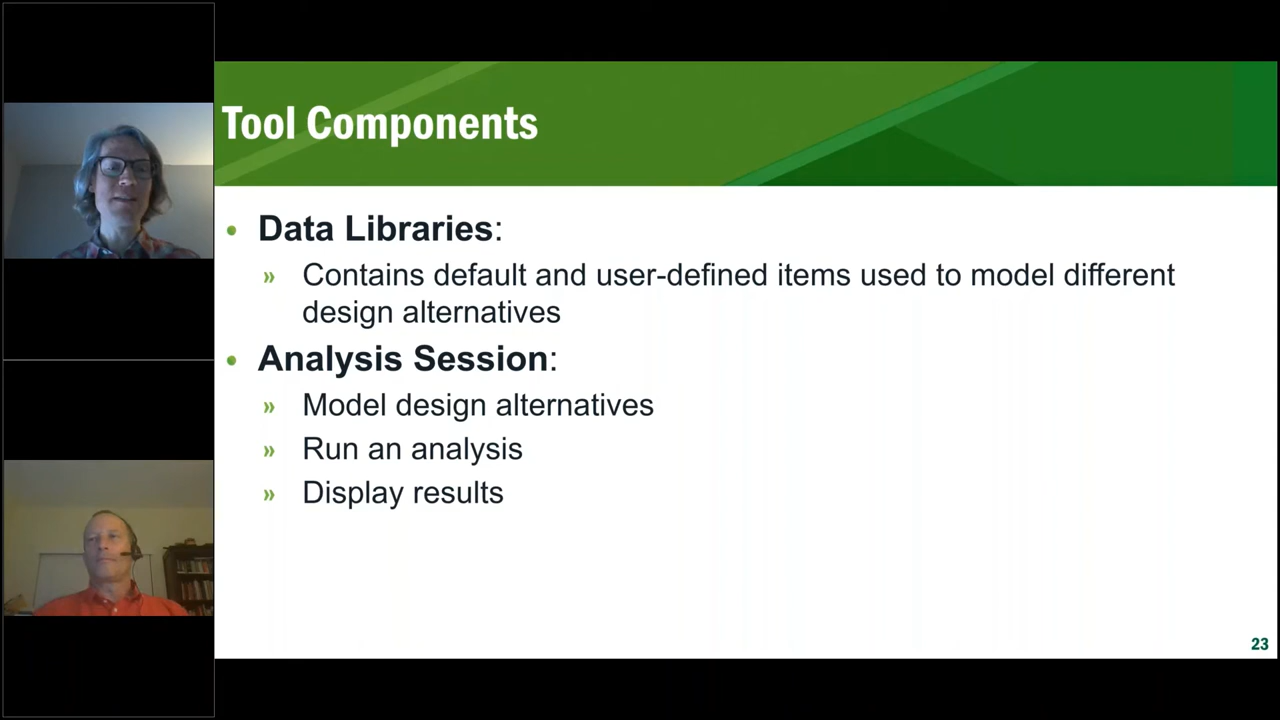 Tool Components
• Data Libraries:
» Contains default and user-defined items used to model different
design alternatives
• Analysis Session:
» Model design alternatives
» Run an analysis
» Display results
23